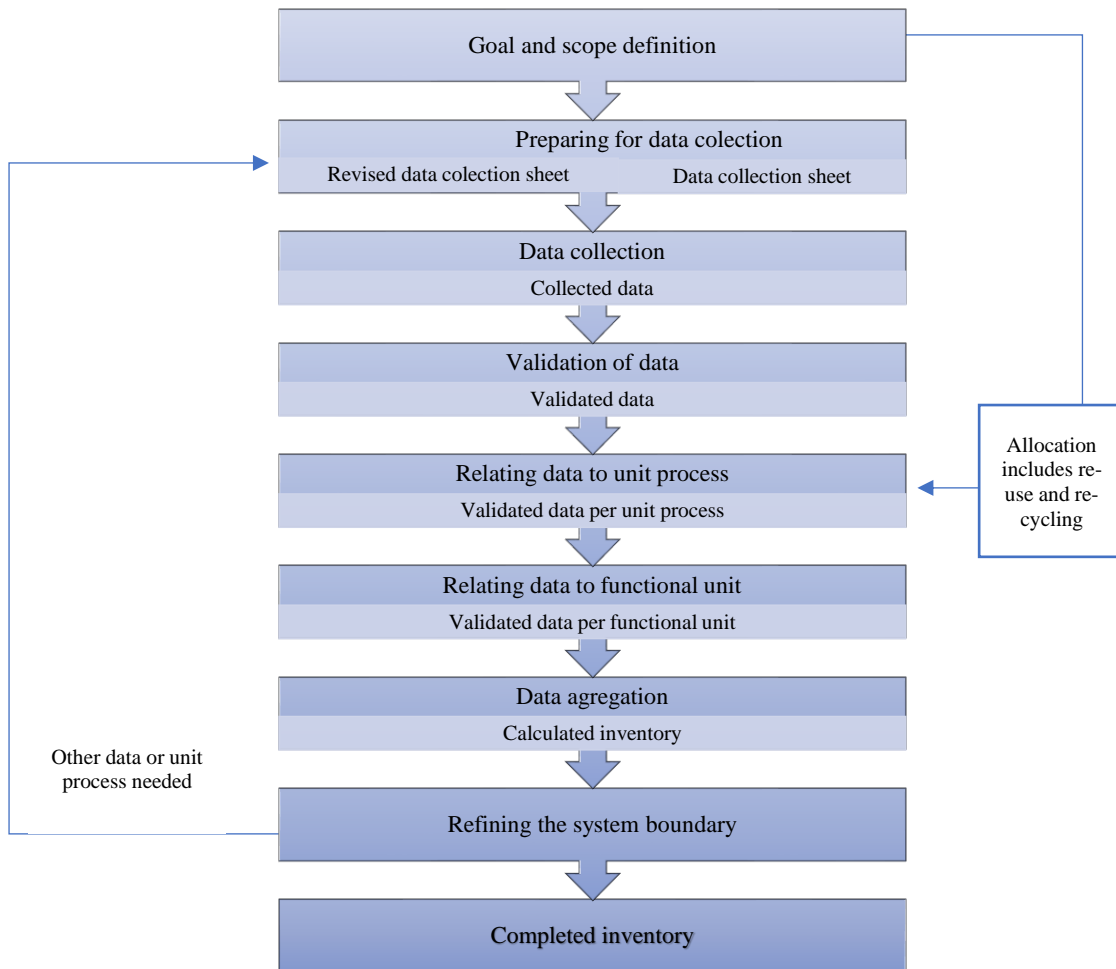 Goal and scope definition
Preparing for data colection
Revised data colection sheet
Data collection sheet
Data collection
Collected data
Validation of data
Validated data
Relating data to unit process
Validated data per unit process
Allocation
includes re-
use and re-
cycling
Relating data to functional unit
Validated data per functional unit
Data agregation
Calculated inventory
Other data or unit
process needed
Refining the system boundary
Completed inventory